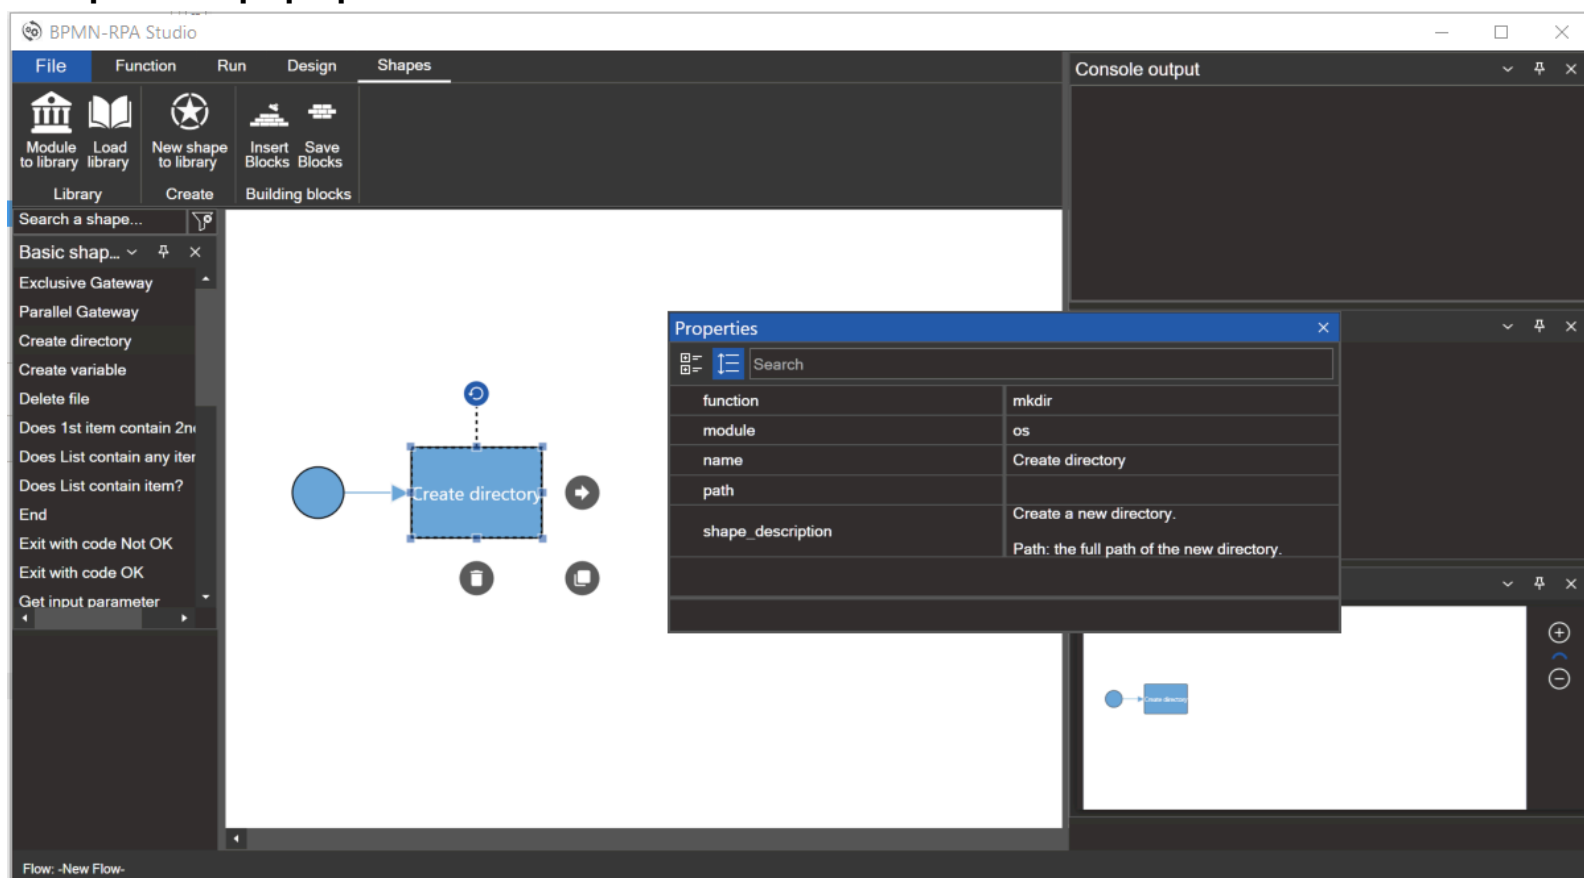 BPMN-RPA Studio
File Function Run Design Shapes
Module to library
Load library
New shape to library
Insert Blocks
Save Blocks
Library Create Building blocks
Search a shape...
Basic shap...
Exclusive Gateway
Parallel Gateway
Create directory
Create variable
Delete file
Does 1st item contain 2n
Does List contain any iter
Does List contain item?
End
Exit with code Not OK
Exit with code OK
Get input parameter
Create directory
Console output
Properties
Search
function mkdir
module os
name Create directory
path
shape_description Create a new directory.
Path: the full path of the new directory.
Create directory
Flow: -New Flow-